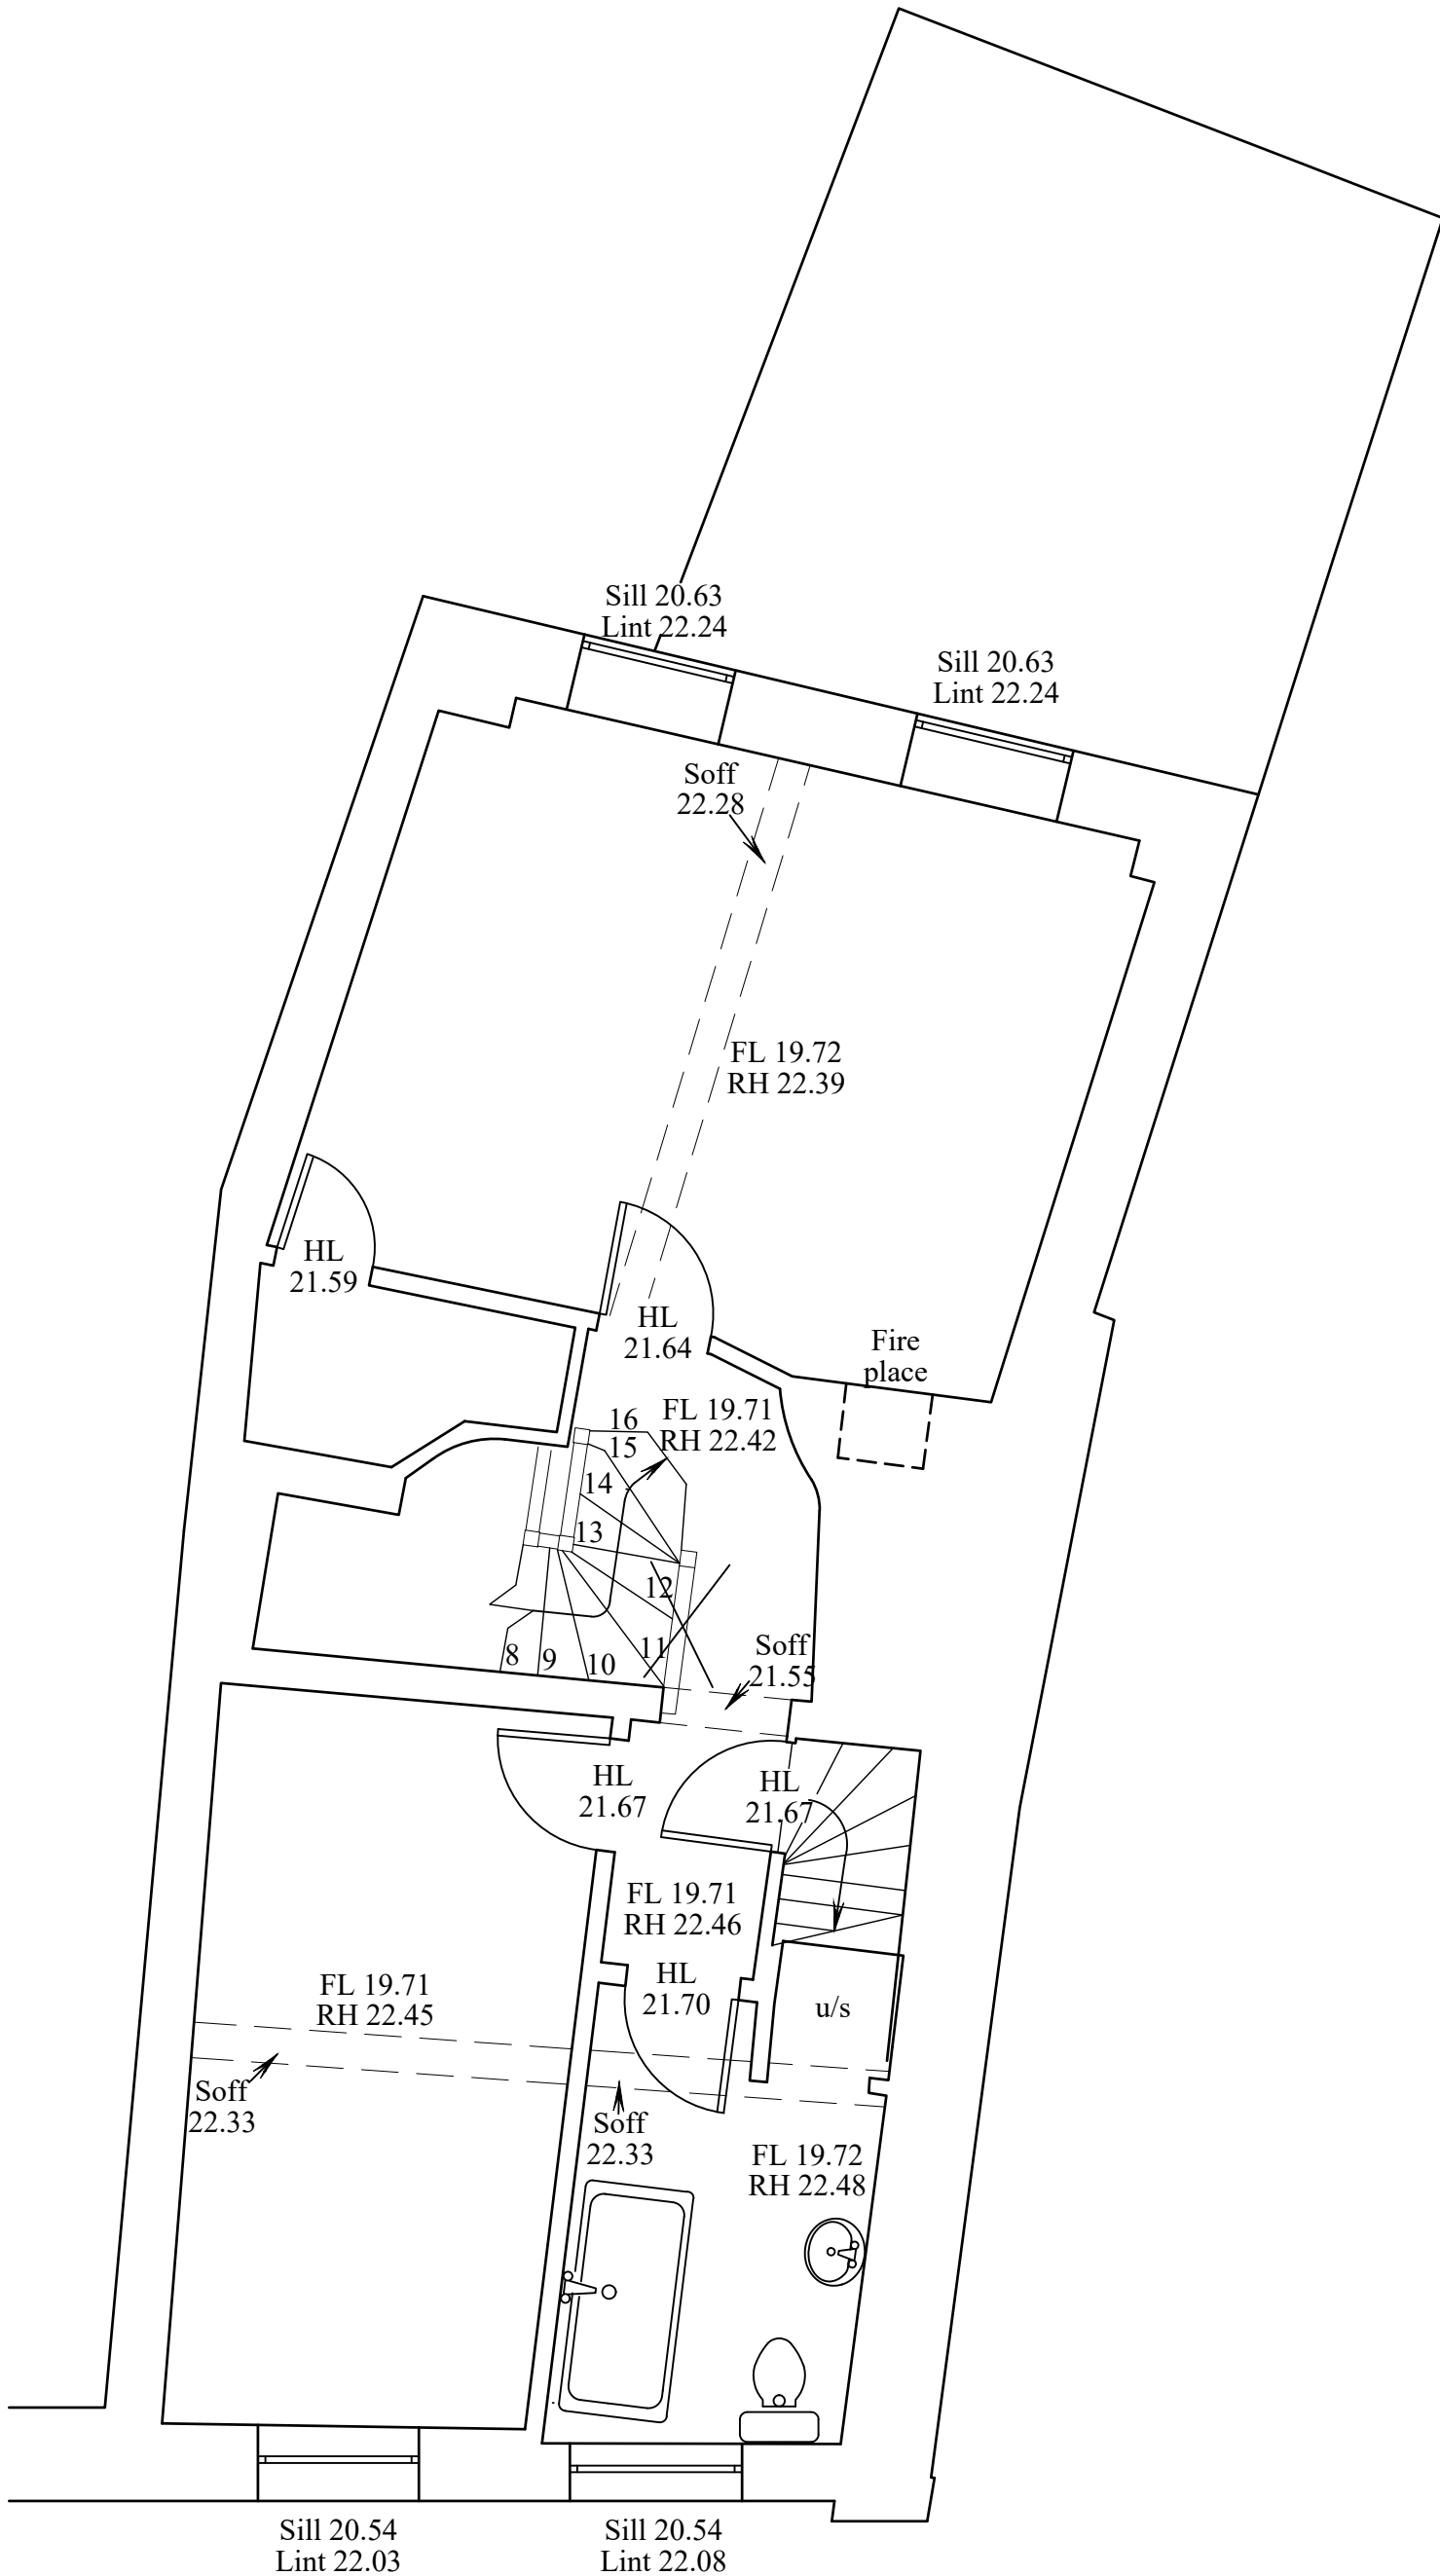 Sill 20.63
Lint 22.24
Sill 20.63
Lint 22.24
Soff
22.28
FL 19.72
RH 22.39
HL
21.59
HL
21.64
Fire
place
FL 19.71
RH 22.42
16
15
14
13
12
11
10
9
8
Soff
21.55
HL
21.67
HL
21.67
FL 19.71
RH 22.46
HL
21.70
u/s
FL 19.71
RH 22.45
Soff
22.33
Soff
22.33
FL 19.72
RH 22.48
Sill 20.54
Lint 22.03
Sill 20.54
Lint 22.08